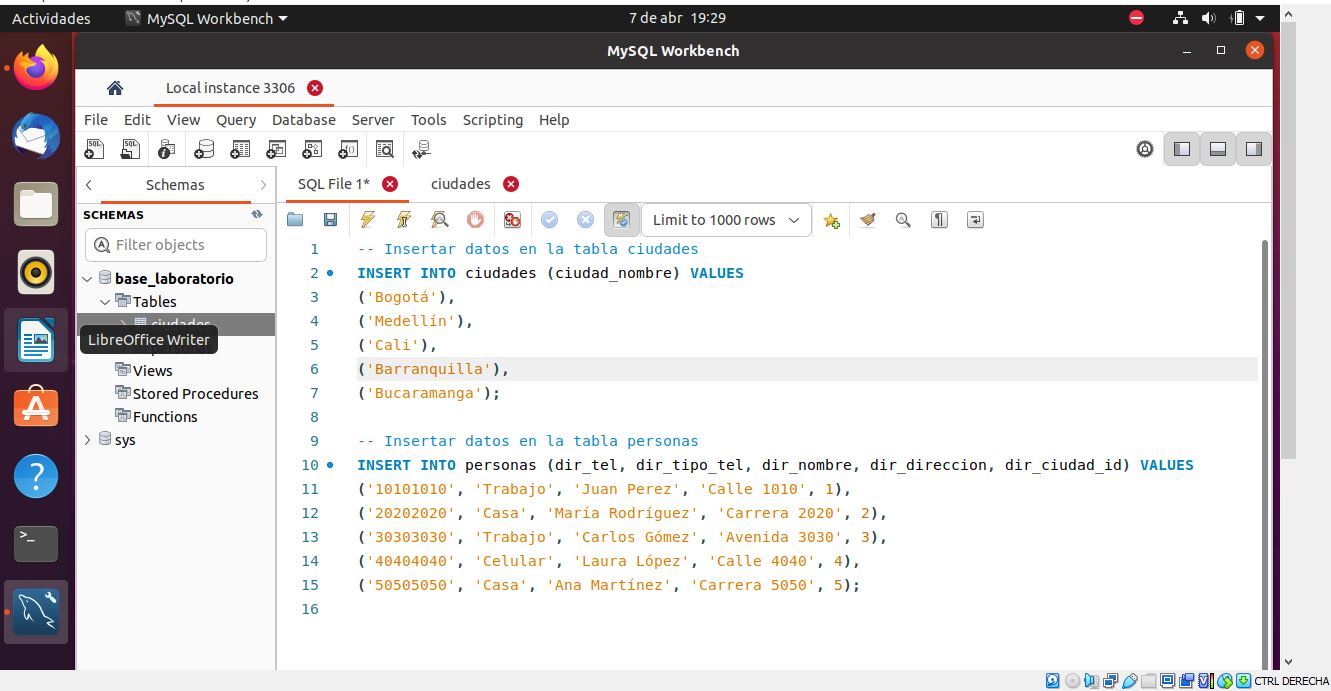 Actividades MySQL Workbench 7 de abr 19:29
MySQL Workbench
Local instance 3306
File Edit View Query Database Server Tools Scripting Help
Schemas
SQL File 1* ciudades
SCHEMAS
Limit to 1000 rows
Filter objects
base_laboratorio
Tables
ciudades
LibreOffice Writer
Views
Stored Procedures
Functions
sys
1 -- Insertar datos en la tabla ciudades
2 INSERT INTO ciudades (ciudad_nombre) VALUES
3 ('Bogotá'),
4 ('Medellín'),
5 ('Cali'),
6 ('Barranquilla'),
7 ('Bucaramanga');
8
9 -- Insertar datos en la tabla personas
10 INSERT INTO personas (dir_tel, dir_tipo_tel, dir_nombre, dir_direccion, dir_ciudad_id) VALUES
11 ('10101010', 'Trabajo', 'Juan Perez', 'Calle 1010', 1),
12 ('20202020', 'Casa', 'María Rodríguez', 'Carrera 2020', 2),
13 ('30303030', 'Trabajo', 'Carlos Gómez', 'Avenida 3030', 3),
14 ('40404040', 'Celular', 'Laura López', 'Calle 4040', 4),
15 ('50505050', 'Casa', 'Ana Martínez', 'Carrera 5050', 5);
16
CTRL DERECHA